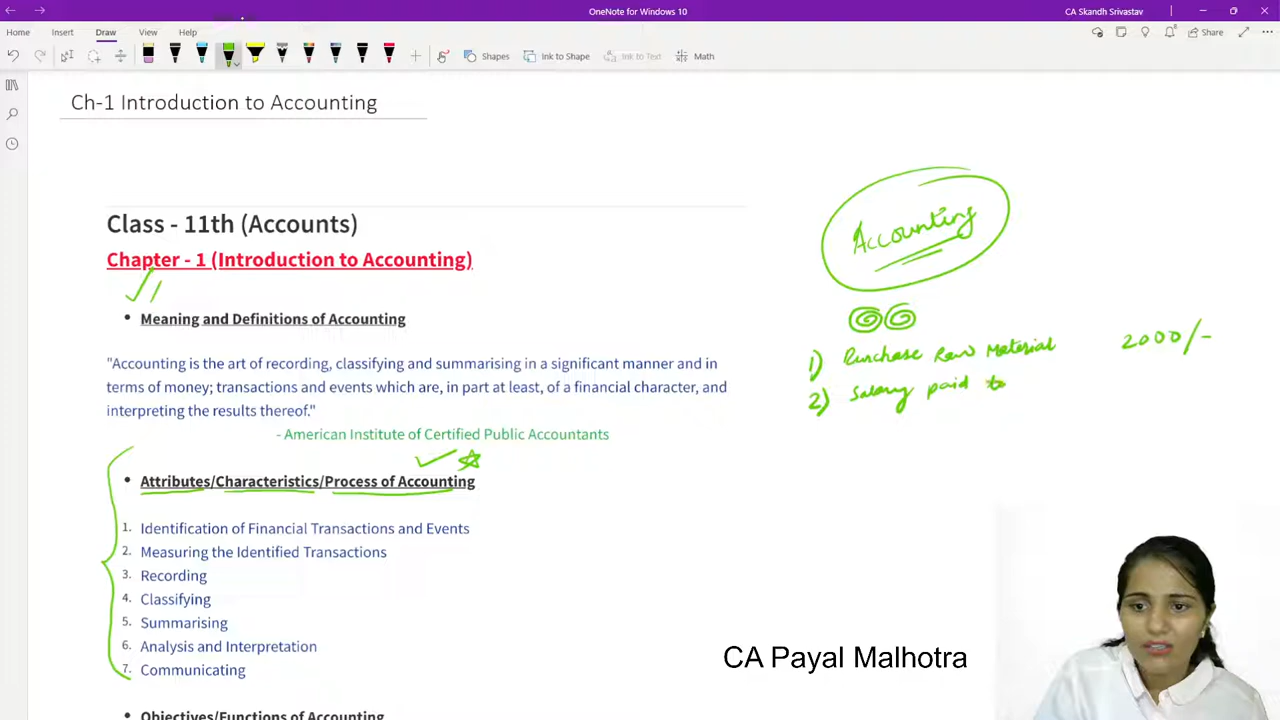 OneNote for Windows 10
CA Skandh Srivastav
Home Insert Draw View Help
Share
Shapes Ink to Shape Ink to Text Math
Ch-1 Introduction to Accounting
Class - 11th (Accounts)
Chapter - 1 (Introduction to Accounting)
• Meaning and Definitions of Accounting
"Accounting is the art of recording, classifying and summarising in a significant manner and in
terms of money; transactions and events which are, in part at least, of a financial character, and
interpreting the results thereof."
- American Institute of Certified Public Accountants
• Attributes/Characteristics/Process of Accounting
1. Identification of Financial Transactions and Events
2. Measuring the Identified Transactions
3. Recording
4. Classifying
5. Summarising
6. Analysis and Interpretation
7. Communicating
• Objectives/Functions of Accounting
Accounting
1) Purchase Raw Material 2000/-
2) Salary paid to
CA Payal Malhotra